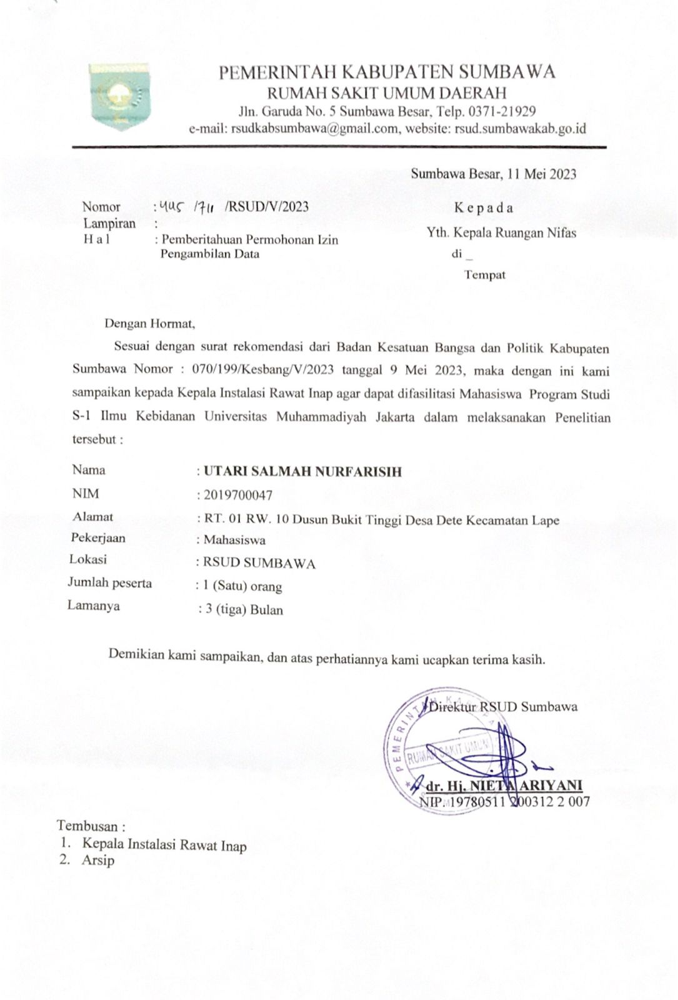 PEMERINTAH KABUPATEN SUMBAWA
RUMAH SAKIT UMUM DAERAH
Jln. Garuda No. 5 Sumbawa Besar, Telp. 0371-21929
e-mail: rsudkabsumbawa@gmail.com, website: rsud.sumbawakab.go.id
Sumbawa Besar, 11 Mei 2023
Nomor : 445 /711 /RSUD/V/2023
Lampiran :
H a l : Pemberitahuan Permohonan Izin
Pengambilan Data
K e p a d a
Yth. Kepala Ruangan Nifas
di _
Tempat
Dengan Hormat,
Sesuai dengan surat rekomendasi dari Badan Kesatuan Bangsa dan Politik Kabupaten
Sumbawa Nomor : 070/199/Kesbang/V/2023 tanggal 9 Mei 2023, maka dengan ini kami
sampaikan kepada Kepala Instalasi Rawat Inap agar dapat difasilitasi Mahasiswa Program Studi
S-1 Ilmu Kebidanan Universitas Muhammadiyah Jakarta dalam melaksanakan Penelitian
tersebut :
Nama : UTARI SALMAH NURFARISIH
NIM : 2019700047
Alamat : RT. 01 RW. 10 Dusun Bukit Tinggi Desa Dete Kecamatan Lape
Pekerjaan : Mahasiswa
Lokasi : RSUD SUMBAWA
Jumlah peserta : 1 (Satu) orang
Lamanya : 3 (tiga) Bulan
Demikian kami sampaikan, dan atas perhatiannya kami ucapkan terima kasih.
Direktur RSUD Sumbawa
PEMERINTAH
RUMAH SAKIT UMUM
dr. Hj. NIETA ARIYANI
NIP. 19780511 200312 2 007
Tembusan :
1. Kepala Instalasi Rawat Inap
2. Arsip